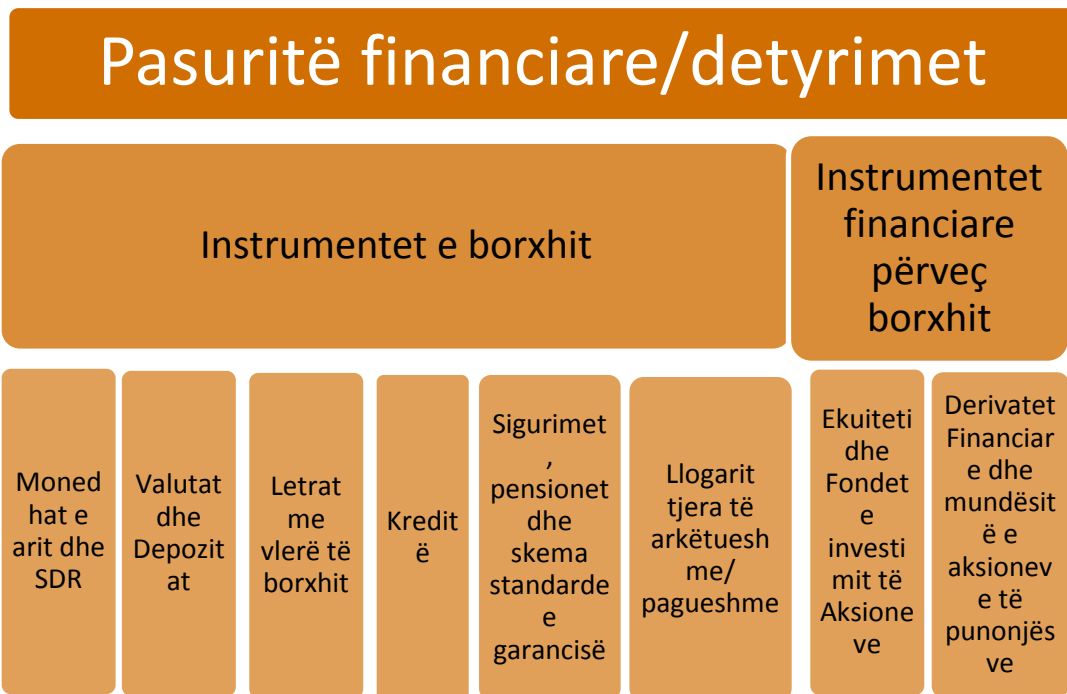 Pasuritë financiare/detyrimet
Instrumentet e borxhit
Instrumentet
financiare
përveç
borxhit
Moned
hat e
arit dhe
SDR
Valutat
dhe
Depozit
at
Letrat
me
vlerë të
borxhit
Kredit
ë
Sigurimet
,
pensionet
dhe
skema
standarde
e
garancisë
Llogarit
tjera të
arkëtuesh
me/
pagueshme
Ekuiteti
dhe
Fondet
e
investi
mit të
Aksione
ve
Derivatet
Financiar
e dhe
mundësit
ë e
aksionev
e të
punonjës
ve